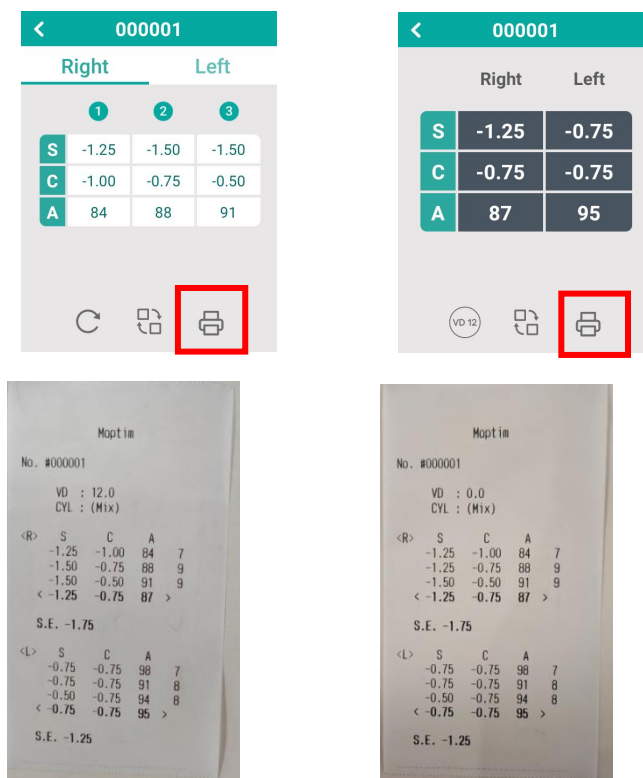 000001
Right Left
1 2 3
S -1.25 -1.50 -1.50
C -1.00 -0.75 -0.50
A 84 88 91
000001
Right Left
S -1.25 -0.75
C -0.75 -0.75
A 87 95
VD 12
Moptim
No. #000001
VD : 12.0
CYL : (Mix)
<R> S C A
-1.25 -1.00 84 7
-1.50 -0.75 88 9
-1.50 -0.50 91 9
< -1.25 -0.75 87 >
S.E. -1.75
<L> S C A
-0.75 -0.75 98 7
-0.75 -0.75 91 8
-0.50 -0.75 94 8
< -0.75 -0.75 95 >
S.E. -1.25
Moptim
No. #000001
VD : 0.0
CYL : (Mix)
<R> S C A
-1.25 -1.00 84 7
-1.25 -0.75 88 9
-1.50 -0.50 91 9
< -1.25 -0.75 87 >
S.E. -1.75
<L> S C A
-0.75 -0.75 98 7
-0.75 -0.75 91 8
-0.50 -0.75 94 8
< -0.75 -0.75 95 >
S.E. -1.25